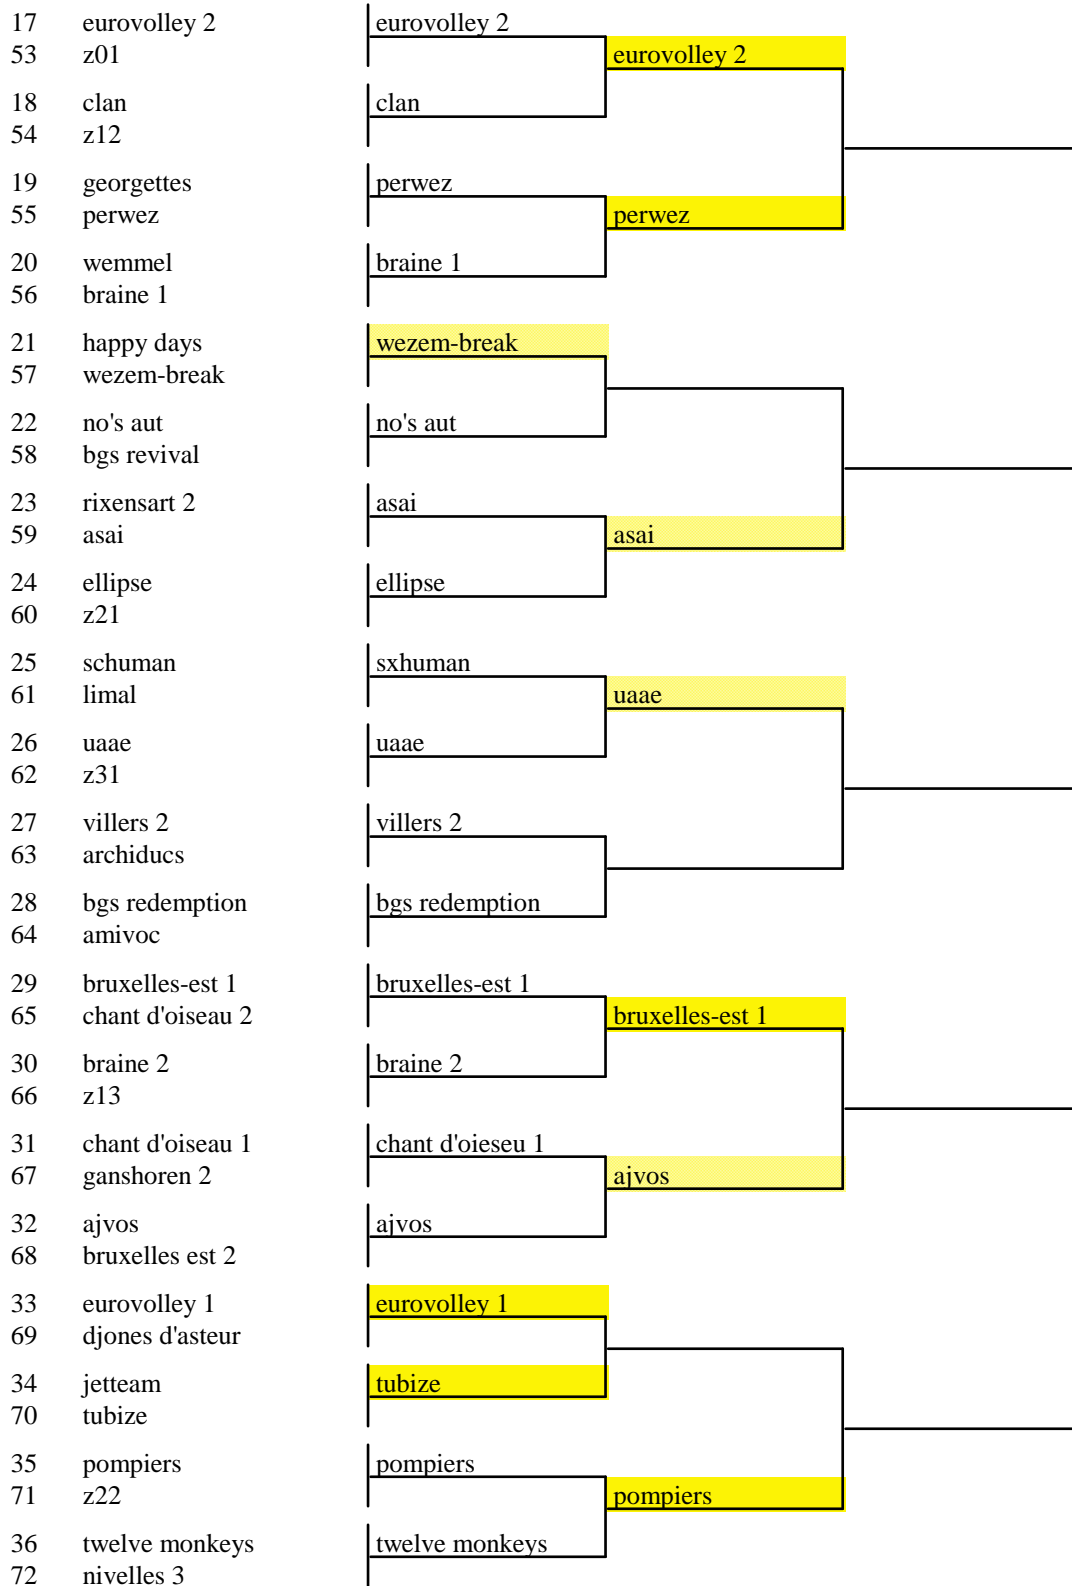 17 eurovolley 2 eurovolley 2
53 z01 eurovolley 2
18 clan clan
54 z12
19 georgettes perwez
55 perwez perwez
20 wemmel braine 1
56 braine 1
21 happy days wezem-break
57 wezem-break
22 no's aut no's aut
58 bgs revival
23 rixensart 2 asai
59 asai asai
24 ellipse ellipse
60 z21
25 schuman sxhuman
61 limal uaae
26 uaae uaae
62 z31
27 villers 2 villers 2
63 archiducs
28 bgs redemption bgs redemption
64 amivoc
29 bruxelles-est 1 bruxelles-est 1
65 chant d'oiseau 2 bruxelles-est 1
30 braine 2 braine 2
66 z13
31 chant d'oiseau 1 chant d'oieseu 1
67 ganshoren 2 ajvos
32 ajvos ajvos
68 bruxelles est 2
33 eurovolley 1 eurovolley 1
69 djones d'asteur
34 jetteam tubize
70 tubize
35 pompiers pompiers
71 z22 pompiers
36 twelve monkeys twelve monkeys
72 nivelles 3